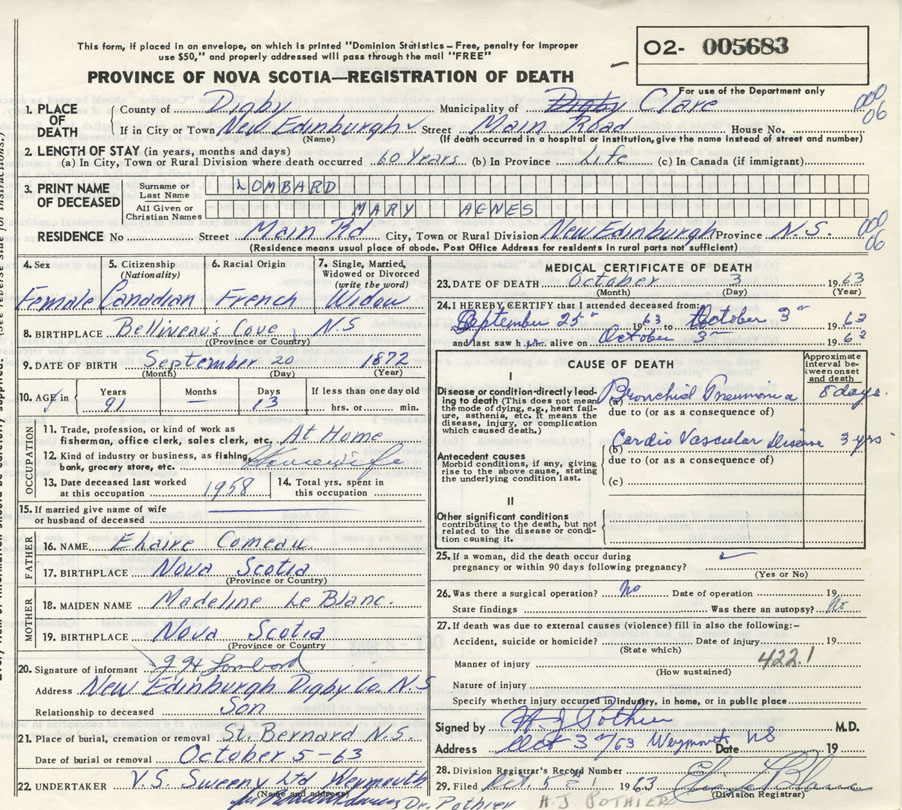 This form, if placed in an envelope, on which is printed "Dominion Statistics – Free, penalty for improper
use $50," and properly addressed will pass through the mail "FREE"
O2- 005683
PROVINCE OF NOVA SCOTIA—REGISTRATION OF DEATH
For use of the Department only
1. PLACE OF DEATH County of Digby Municipality of Digby Clare 000 06
If in City or Town New Edinburgh Street Main Road House No.
(Name) (If death occurred in a hospital or institution, give the name instead of street and number)
2. LENGTH OF STAY (in years, months and days)
(a) In City, Town or Rural Division where death occurred 60 Years (b) In Province Life (c) In Canada (if immigrant)
3. PRINT NAME OF DECEASED Surname or Last Name LOMBARD
All Given or Christian Names MARY AGNES
RESIDENCE No Street Main Rd City, Town or Rural Division New Edinburgh Province N.S. 000 06
(Residence means usual place of abode. Post Office Address for residents in rural parts not sufficient)
4. Sex 5. Citizenship (Nationality) 6. Racial Origin 7. Single, Married, Widowed or Divorced (write the word)
Female Canadian French Widow
8. BIRTHPLACE Belliveau's Cove, N.S
(Province or Country)
9. DATE OF BIRTH September 20 1872
(Month) (Day) (Year)
10. AGE in Years Months Days If less than one day old
91 — 13 hrs. or min.
OCCUPATION
11. Trade, profession, or kind of work as
fisherman, office clerk, sales clerk, etc. At Home
12. Kind of industry or business, as fishing,
bank, grocery store, etc. Housewife
13. Date deceased last worked
at this occupation 1958
14. Total yrs. spent in
this occupation
15. If married give name of wife
or husband of deceased
FATHER
16. NAME Comeau
17. BIRTHPLACE Nova Scotia
(Province or Country)
MOTHER
18. MAIDEN NAME Madeline Le Blanc.
19. BIRTHPLACE Nova Scotia
(Province or Country)
20. Signature of informant Lombard
Address New Edinburgh Digby Co. N.S
Relationship to deceased Son
21. Place of burial, cremation or removal St. Bernard N.S.
Date of burial or removal October 5-63
22. UNDERTAKER V.S. Sweeny Ltd Weymouth
(Name and address)
Dr. Pothier H J POTHIER
MEDICAL CERTIFICATE OF DEATH
23. DATE OF DEATH October 3 1963
(Month) (Day) (Year)
24. I HEREBY CERTIFY that I attended deceased from:
September 25th 1963 to October 3rd 1963
and last saw h alive on October 3rd 1963
CAUSE OF DEATH
Approximate interval between onset and death
I
Disease or condition directly leading to death (This does not mean
the mode of dying, e.g., heart failure, asthenia, etc. It means the
disease, injury, or complication
which caused death.)
(a) Bronchial Pneumonia 8 days.
due to (or as a consequence of)
Antecedent causes
Morbid conditions, if any, giving
rise to the above cause, stating
the underlying condition last.
(b) Cardio Vascular Disease 3 yrs
due to (or as a consequence of)
(c)
II
Other significant conditions
contributing to the death, but not
related to the disease or condition causing it.
25. If a woman, did the death occur during
pregnancy or within 90 days following pregnancy?
(Yes or No)
26. Was there a surgical operation? No Date of operation 19
State findings Was there an autopsy? No
27. If death was due to external causes (violence) fill in also the following:–
Accident, suicide or homicide? Date of injury 19
(State which)
Manner of injury 422.1
(How sustained)
Nature of injury
Specify whether injury occurred in Industry, in home, or in public place
Signed by H J Pothier M.D.
Address Oct 3rd/63 Weymouth NS Date 19
28. Division Registrar's Record Number
29. Filed Oct. 5th 1963
(Division Registrar)